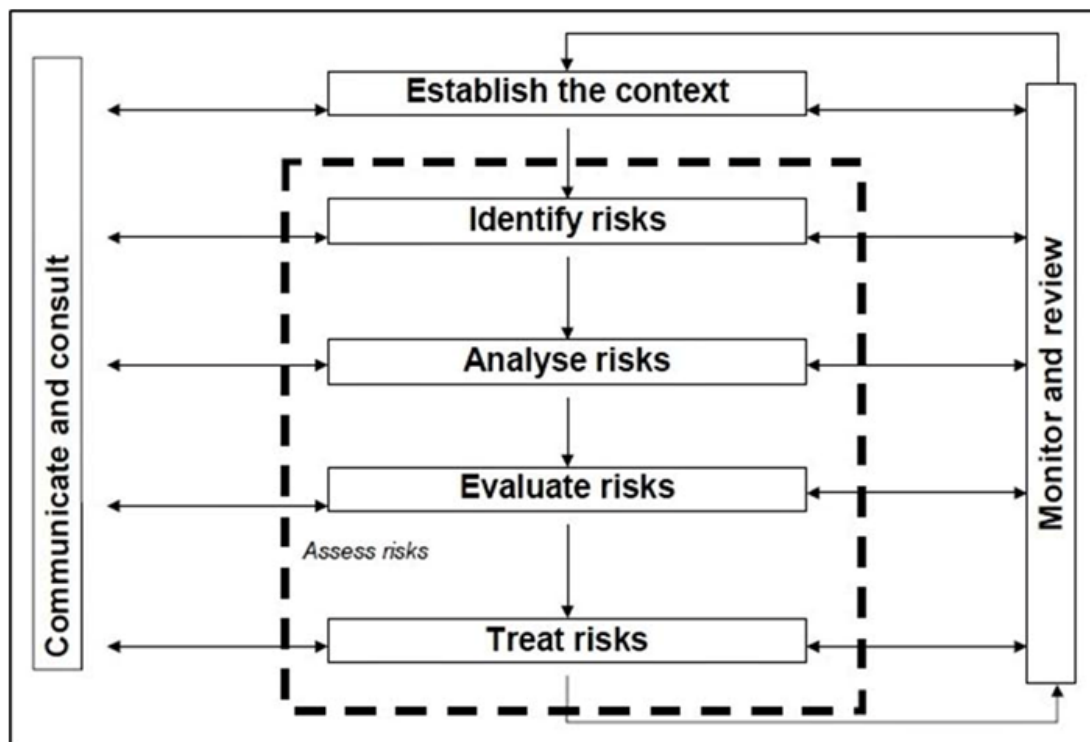 Establish the context
Identify risks
Analyse risks
Evaluate risks
Assess risks
Treat risks
Communicate and consult
Monitor and review